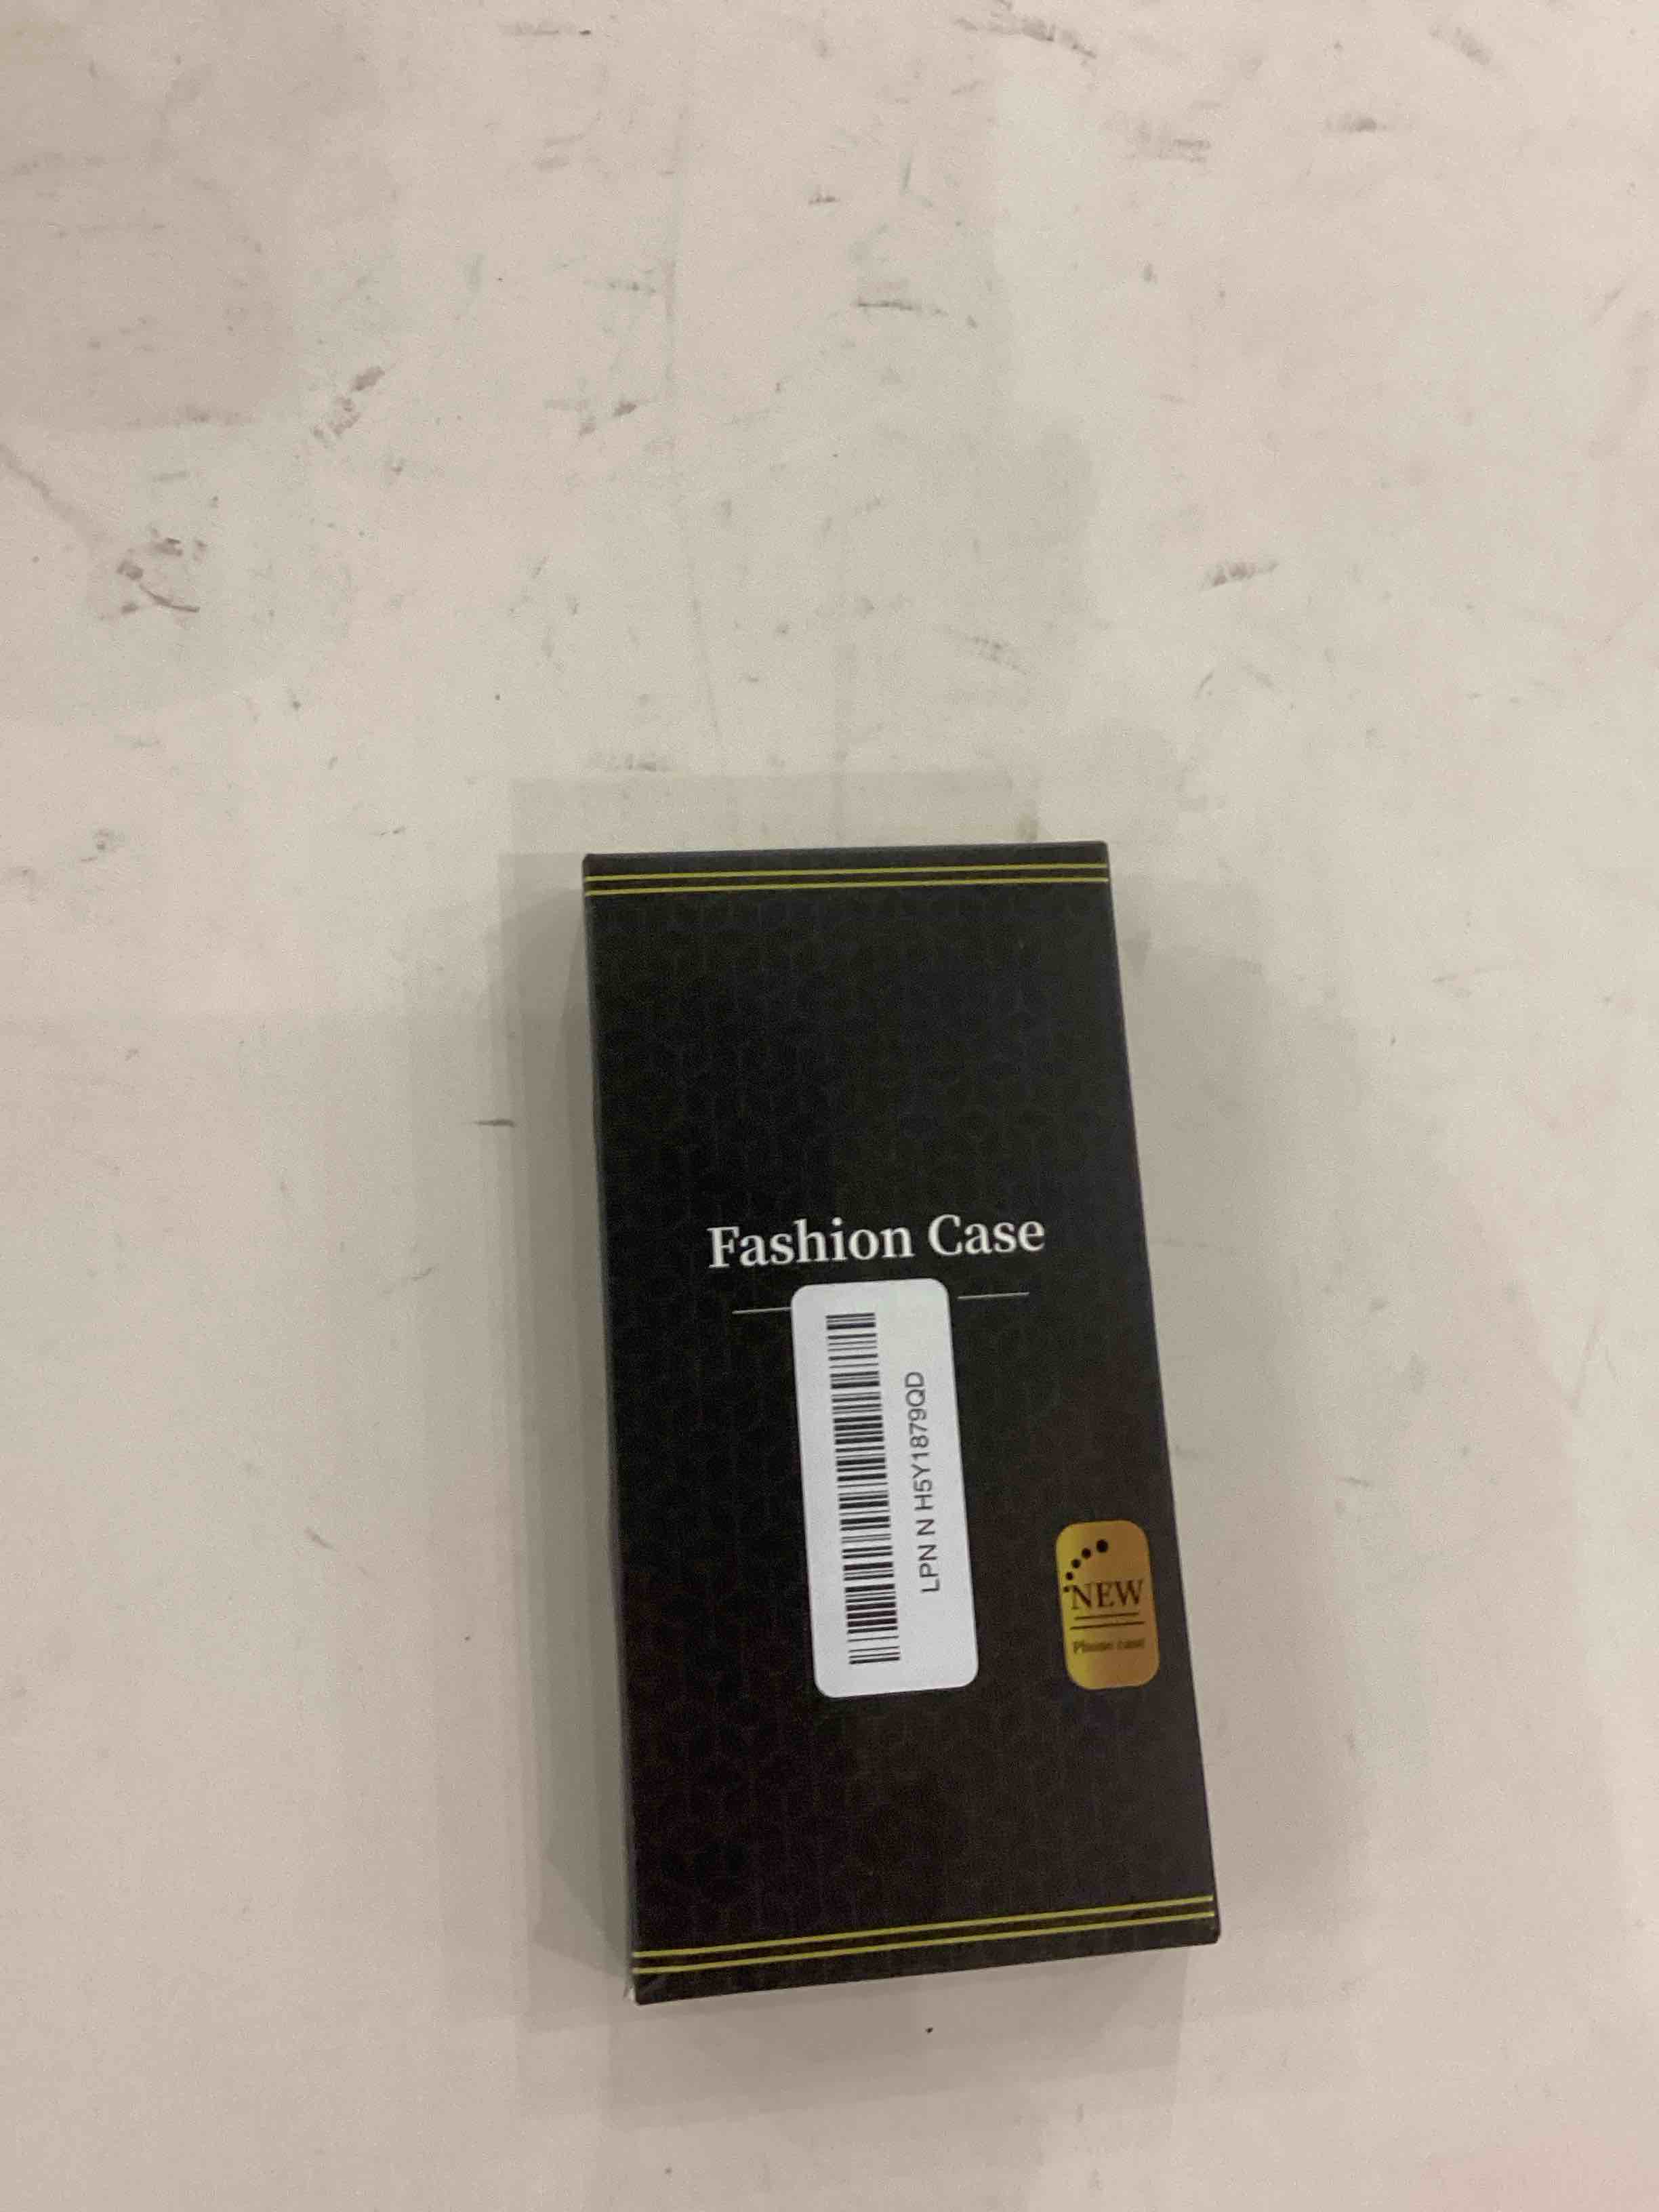 Fashion Case
LPN N H5Y1879QD
NEW
Phone case